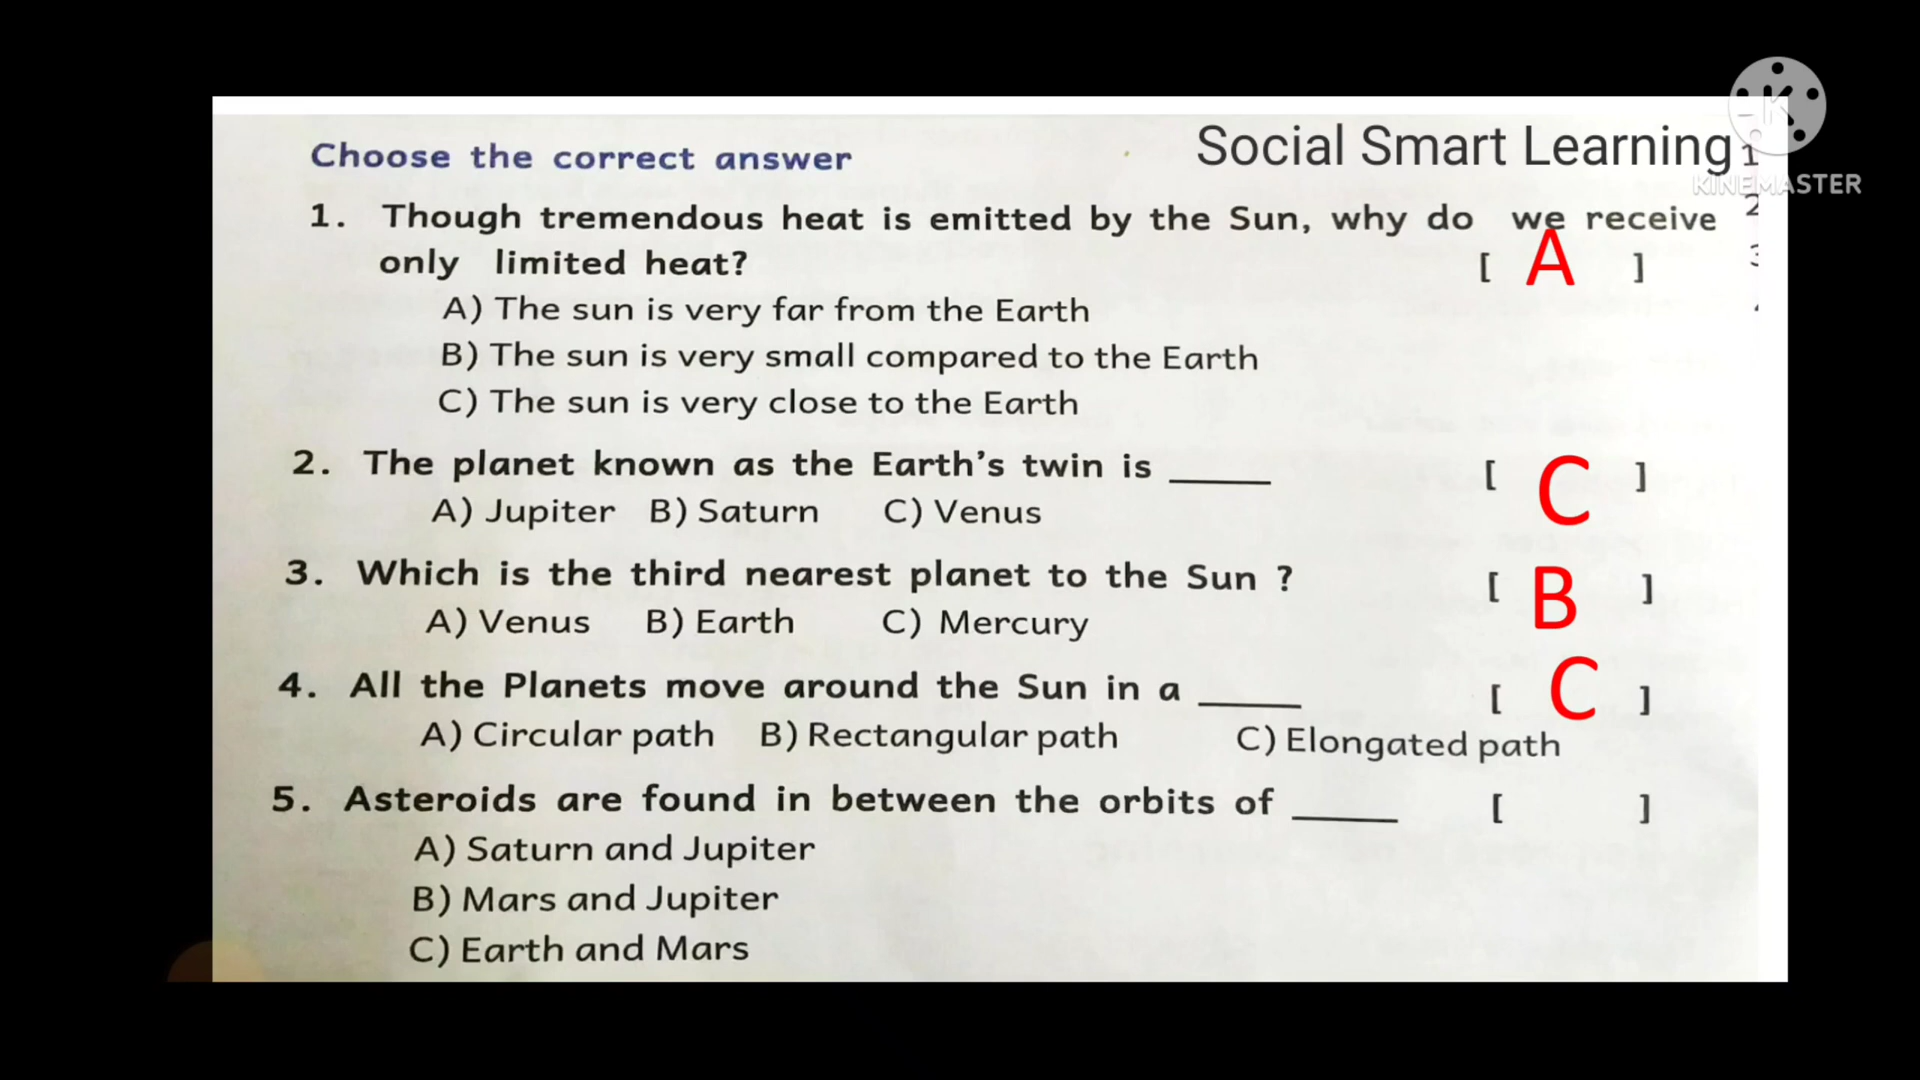 Social Smart Learning
KINEMASTER
Choose the correct answer
1. Though tremendous heat is emitted by the Sun, why do we receive
only limited heat? [ A ]
A) The sun is very far from the Earth
B) The sun is very small compared to the Earth
C) The sun is very close to the Earth
2. The planet known as the Earth's twin is _____ [ C ]
A) Jupiter B) Saturn C) Venus
3. Which is the third nearest planet to the Sun ? [ B ]
A) Venus B) Earth C) Mercury
4. All the Planets move around the Sun in a _____ [ C ]
A) Circular path B) Rectangular path C) Elongated path
5. Asteroids are found in between the orbits of _____ [ ]
A) Saturn and Jupiter
B) Mars and Jupiter
C) Earth and Mars